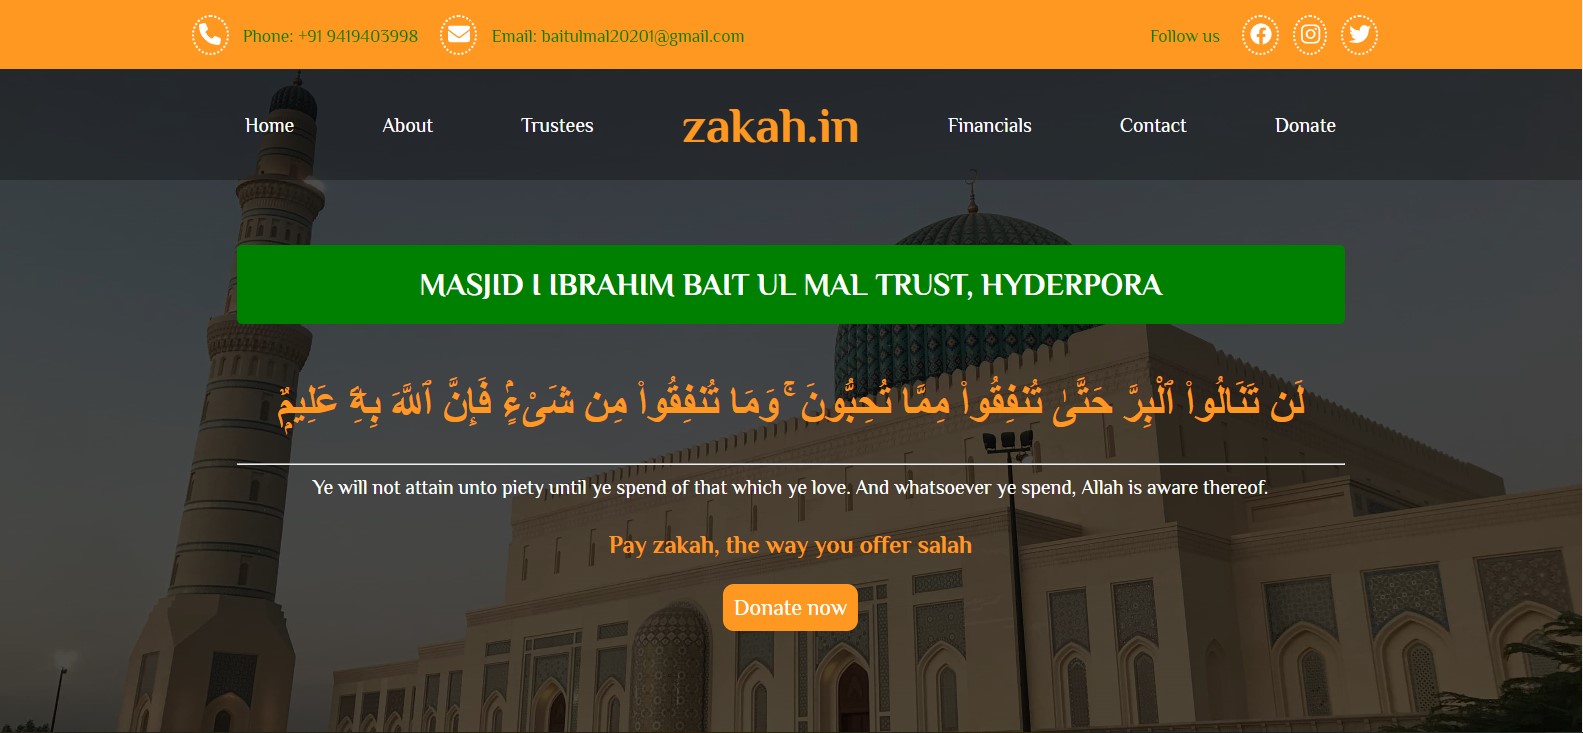 Phone: +91 9419403998
Email: baitulmal20201@gmail.com
Follow us
Home
About
Trustees
zakah.in
Financials
Contact
Donate
MASJID I IBRAHIM BAIT UL MAL TRUST, HYDERPORA
لَن تَنَالُوا۟ ٱلْبِرَّ حَتَّىٰ تُنفِقُوا۟ مِمَّا تُحِبُّونَ ۚ وَمَا تُنفِقُوا۟ مِن شَىْءٍۢ فَإِنَّ ٱللَّهَ بِهِۦ عَلِيمٌۭ
Ye will not attain unto piety until ye spend of that which ye love. And whatsoever ye spend, Allah is aware thereof.
Pay zakah, the way you offer salah
Donate now